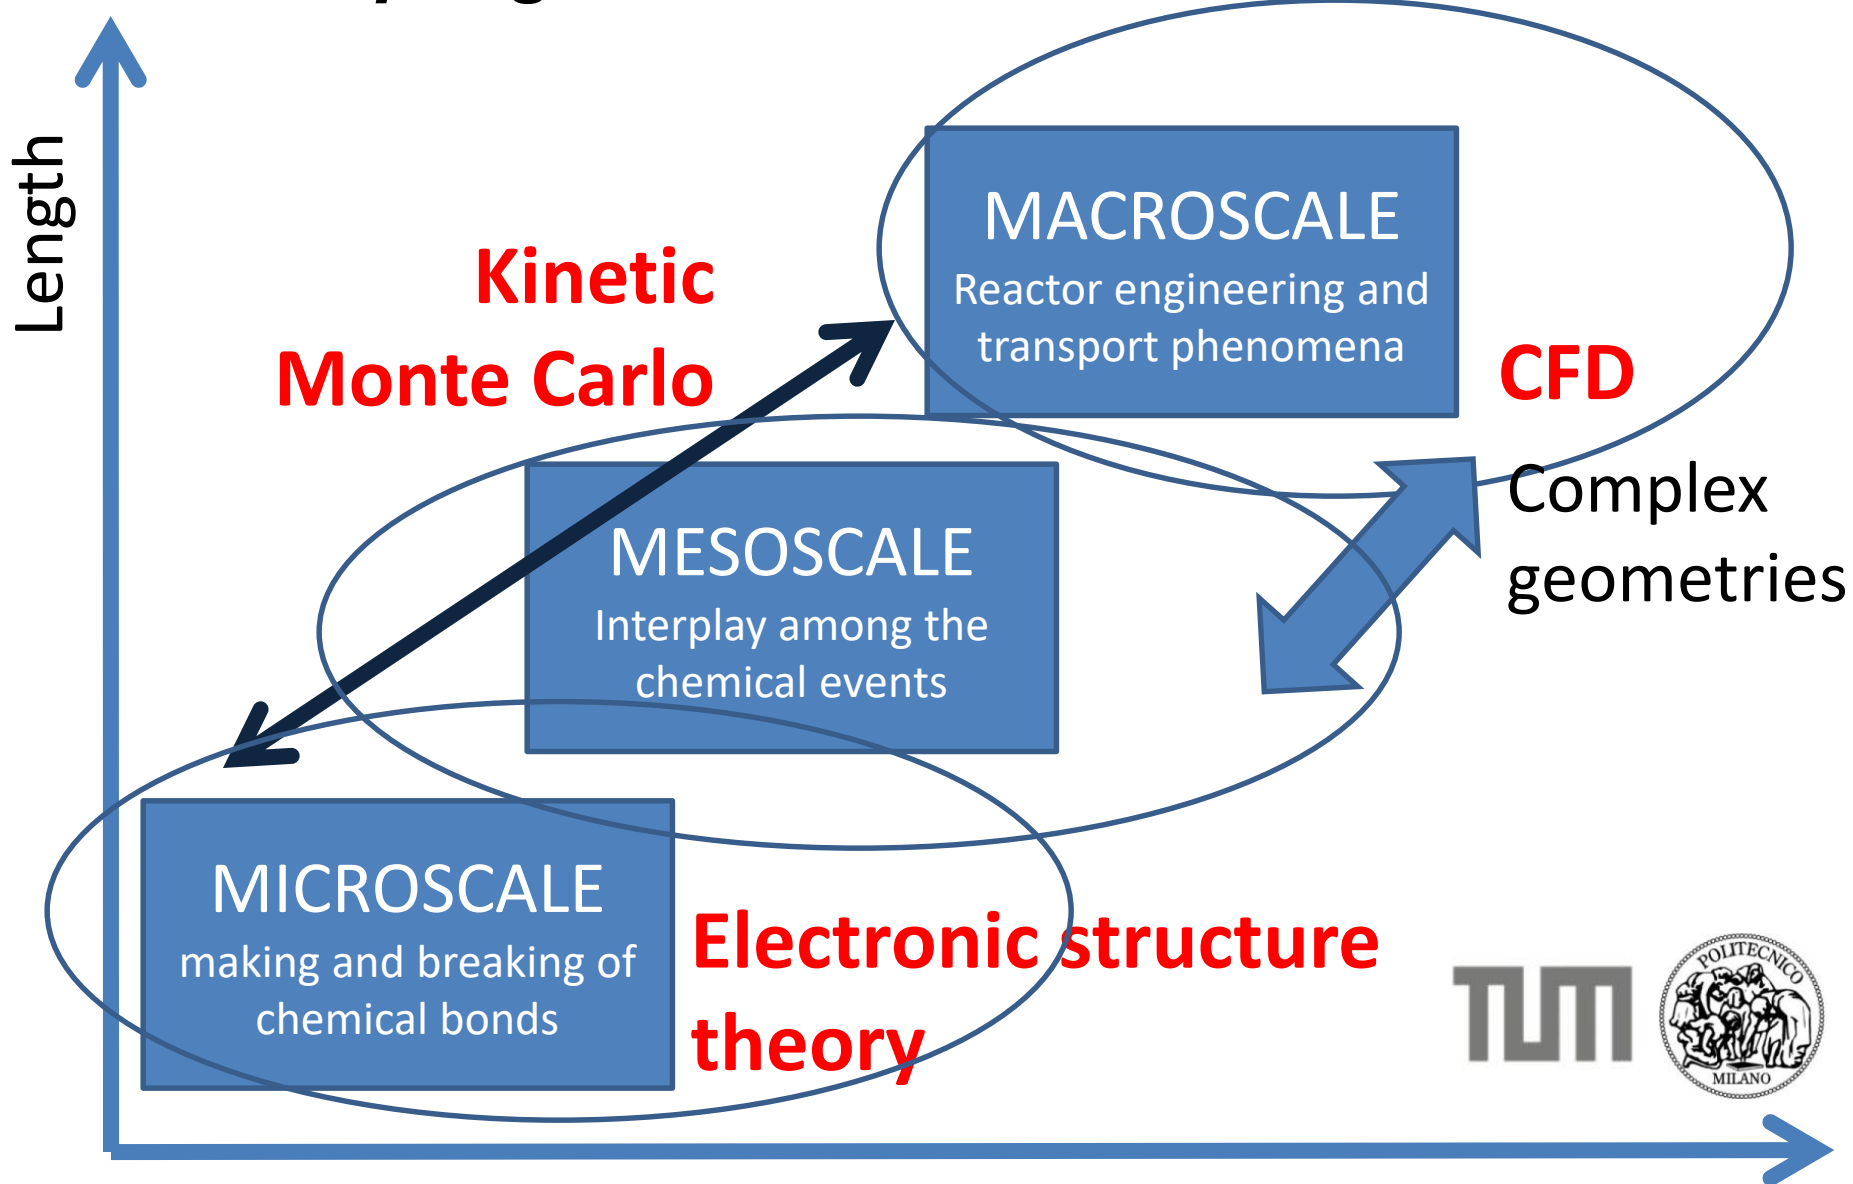 Length
MACROSCALE
Reactor engineering and
transport phenomena
Kinetic
Monte Carlo
CFD
Complex
geometries
MESOSCALE
Interplay among the
chemical events
MICROSCALE
making and breaking of
chemical bonds
Electronic structure
theory
TUM
POLITECNICO
MILANO